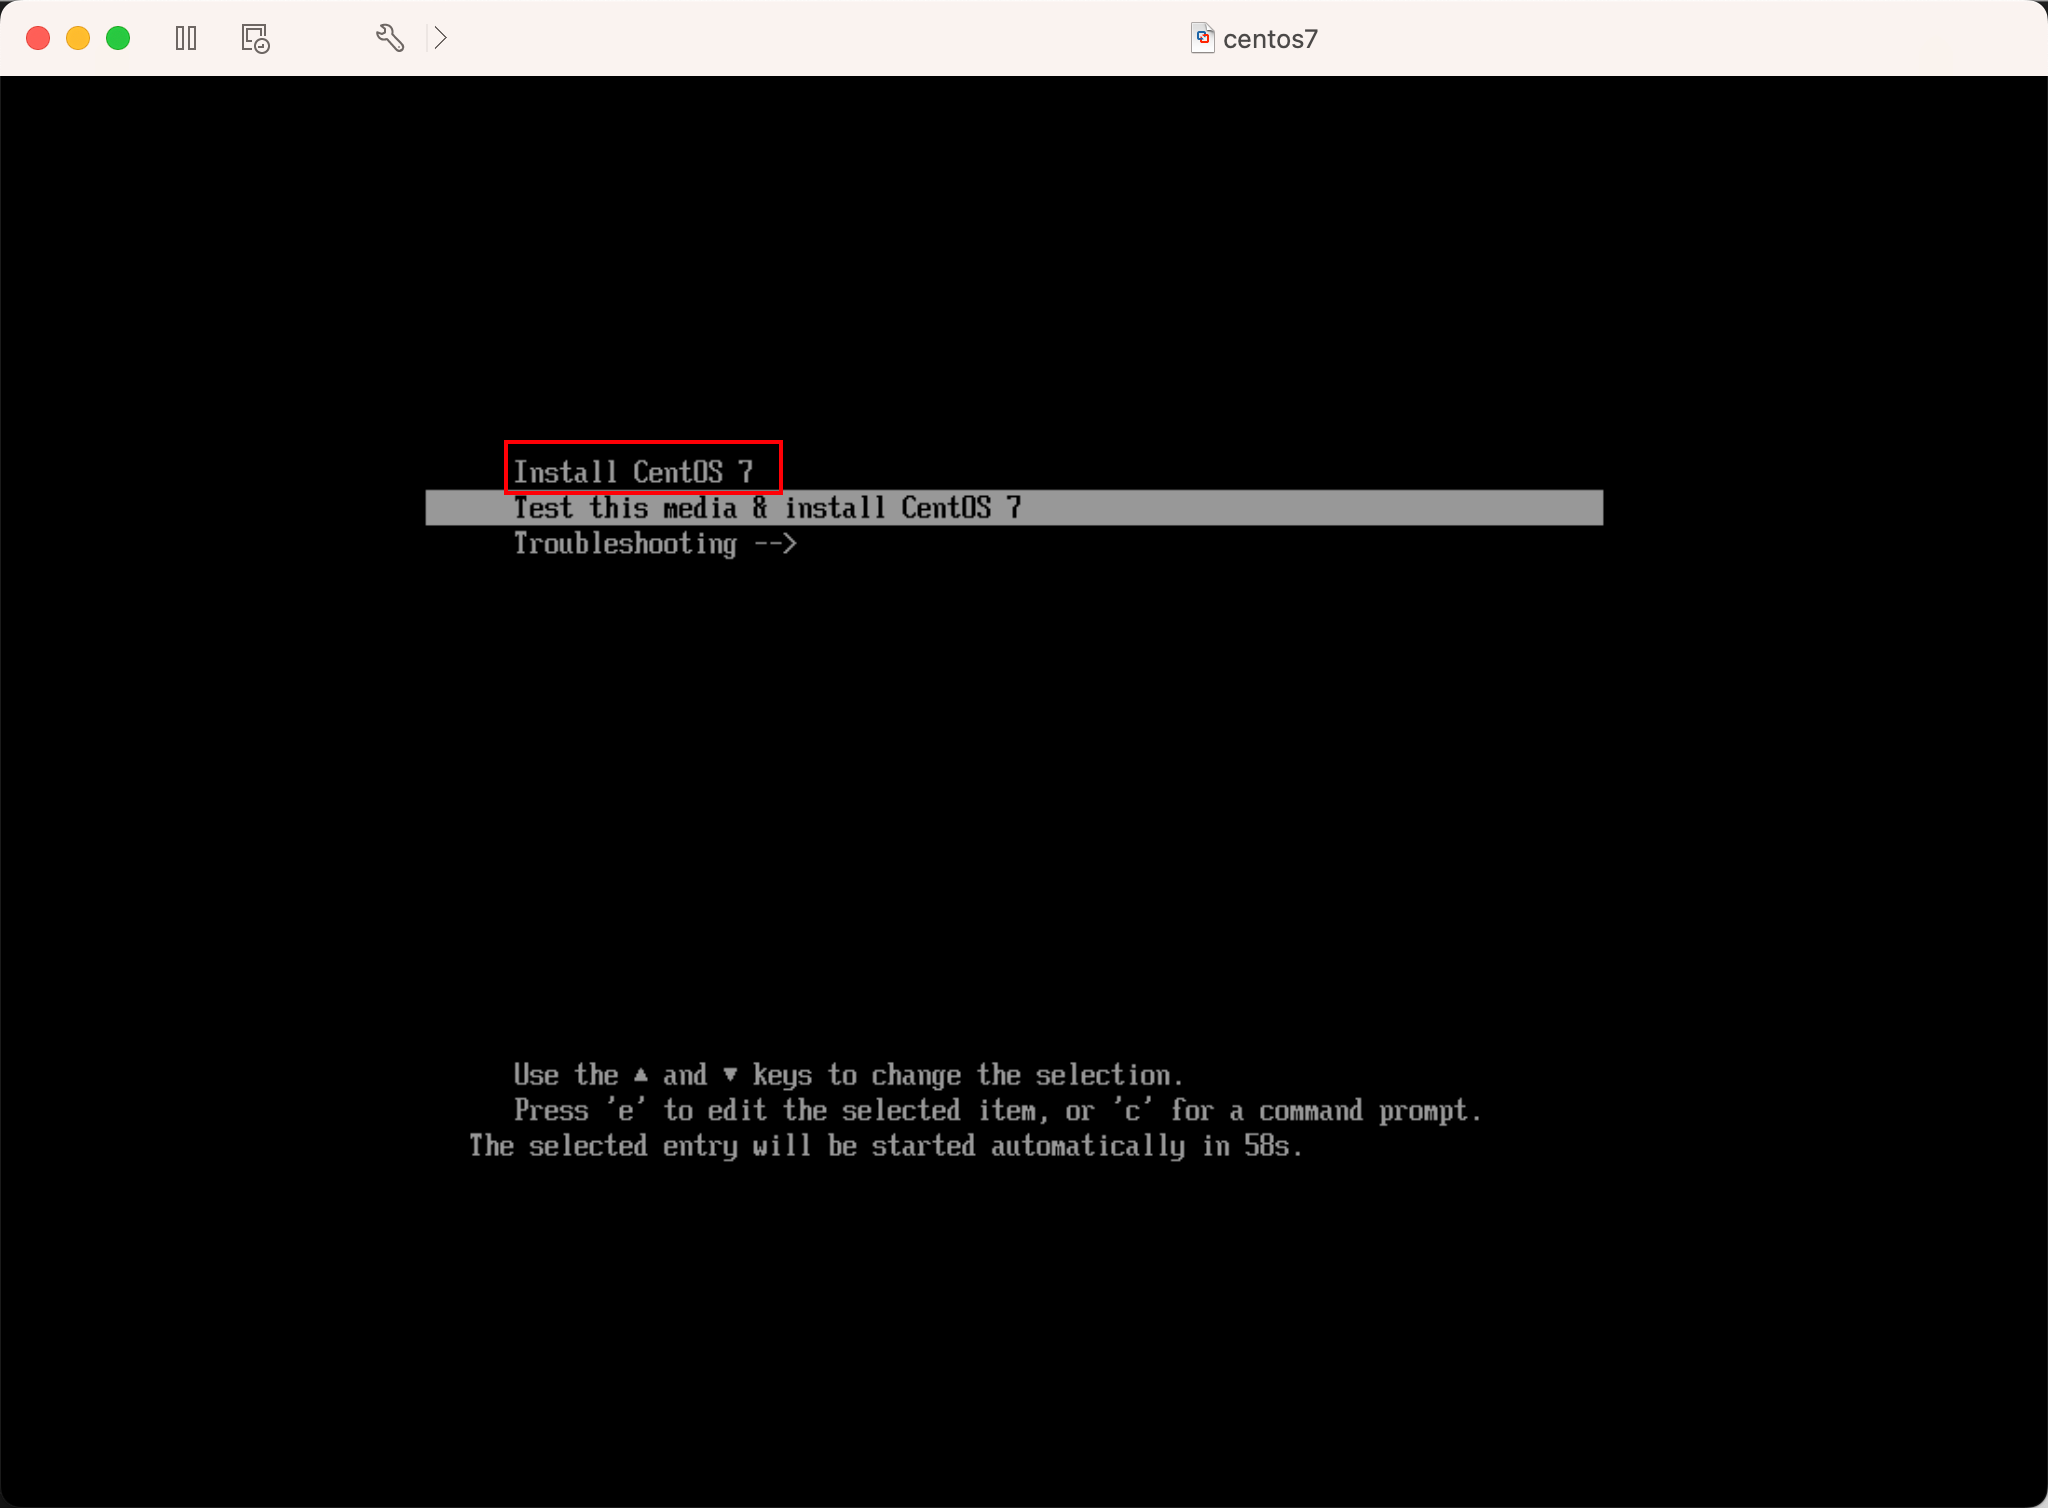 centos7
Install CentOS 7
Test this media & install CentOS 7
Troubleshooting -->
Use the ▲ and ▼ keys to change the selection.
Press 'e' to edit the selected item, or 'c' for a command prompt.
The selected entry will be started automatically in 58s.